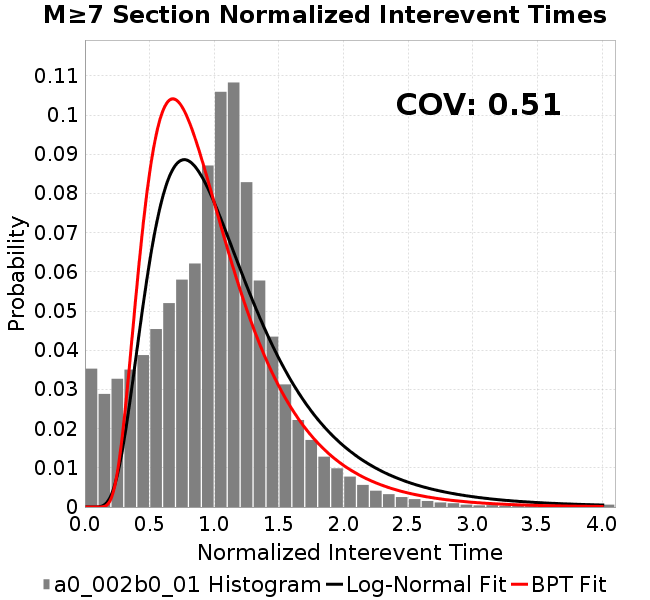 M≥7 Section Normalized Interevent Times
COV: 0.51
Probability
0.11
0.1
0.09
0.08
0.07
0.06
0.05
0.04
0.03
0.02
0.01
0
0.0 0.5 1.0 1.5 2.0 2.5 3.0 3.5 4.0
Normalized Interevent Time
a0_002b0_01 Histogram Log-Normal Fit BPT Fit